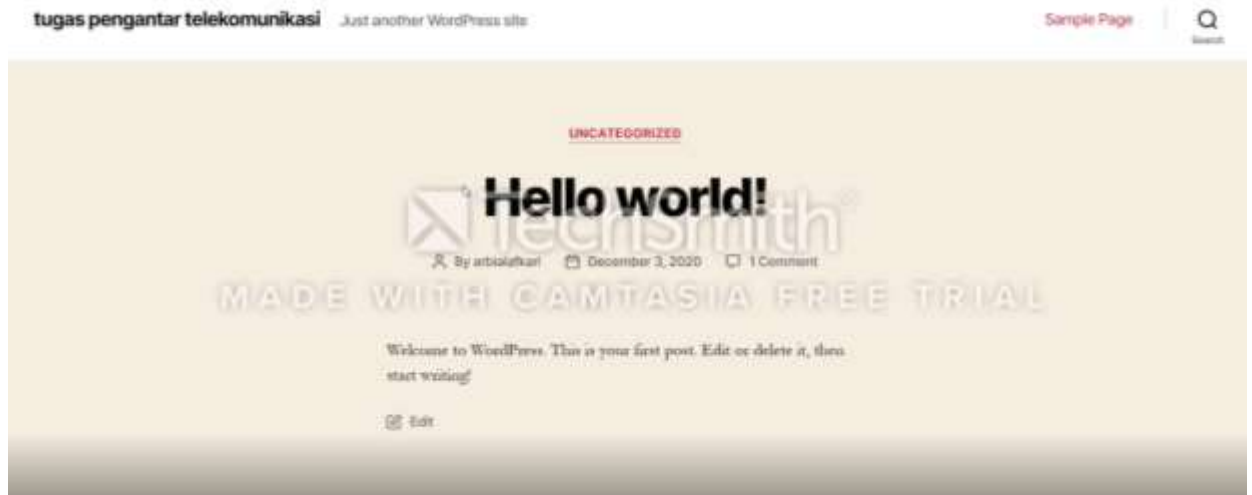 tugas pengantar telekomunikasi Just another WordPress site
Sample Page
Search
UNCATEGORIZED
Hello world!
TechSmith
By arbialafkari December 3, 2020 1 Comment
MADE WITH CAMTASIA FREE TRIAL
Welcome to WordPress. This is your first post. Edit or delete it, then
start writing!
Edit